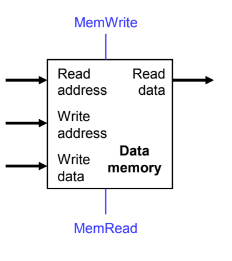 MemWrite
Read address
Read data
Write address
Write data
Data memory
MemRead